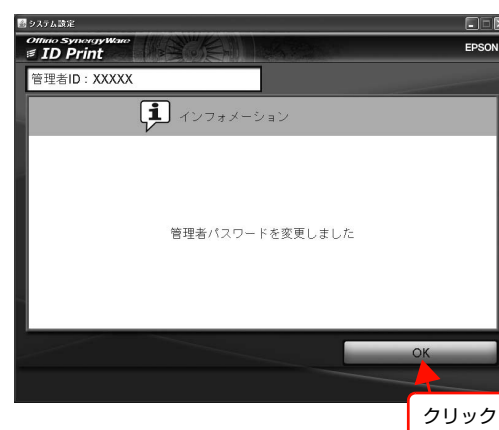 システム設定
Offirio SynergyWare
ID Print
EPSON
管理者ID：XXXXX
インフォメーション
管理者パスワードを変更しました
OK
クリック